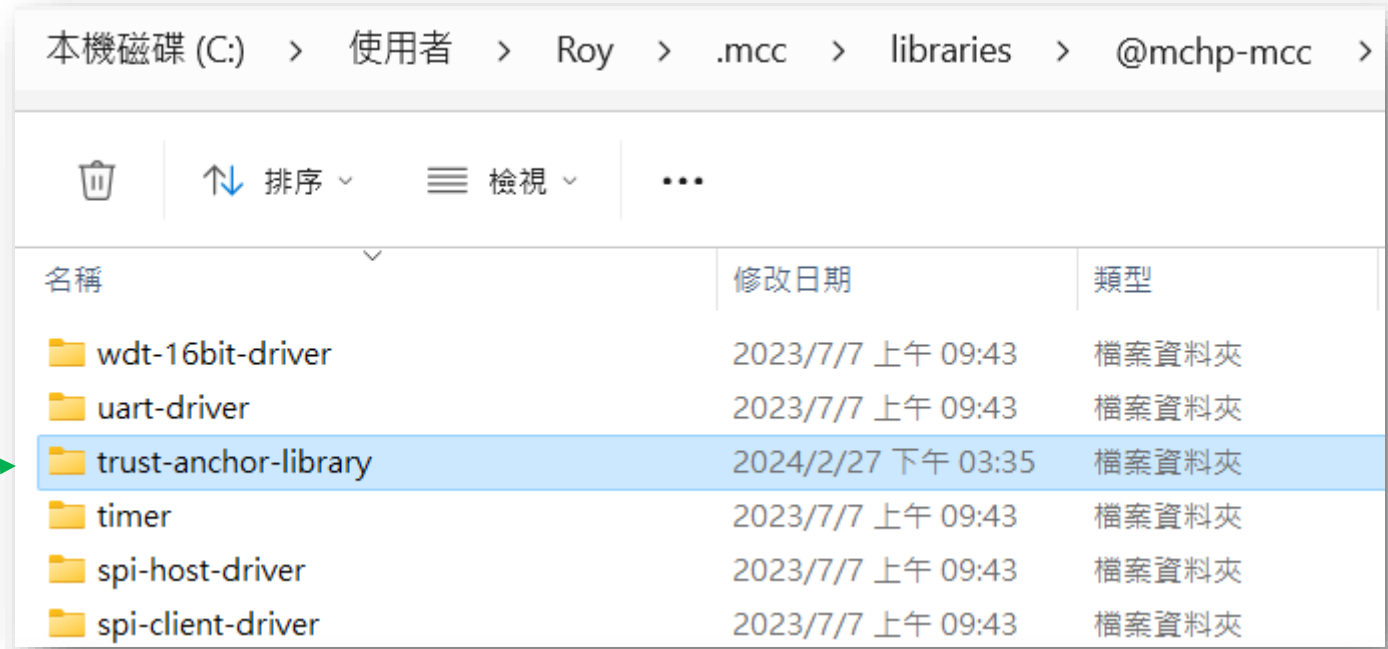 本機磁碟 (C:) > 使用者 > Roy > .mcc > libraries > @mchp-mcc >
排序 檢視 •••
名稱 修改日期 類型
wdt-16bit-driver 2023/7/7 上午 09:43 檔案資料夾
uart-driver 2023/7/7 上午 09:43 檔案資料夾
trust-anchor-library 2024/2/27 下午 03:35 檔案資料夾
timer 2023/7/7 上午 09:43 檔案資料夾
spi-host-driver 2023/7/7 上午 09:43 檔案資料夾
spi-client-driver 2023/7/7 上午 09:43 檔案資料夾